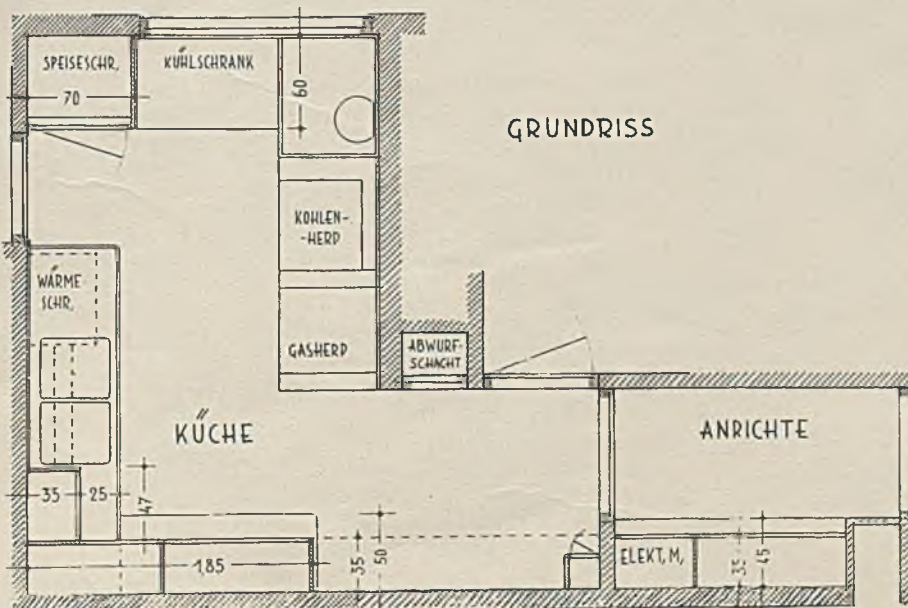 SPEISESCHR,
KÜHLSCHRANK
70
60
GRUNDRISS
KOHLEN-
-HERD
WÄRME
SCHR,
GASHERD
ABWURF-
SCHACHT
KÜCHE
ANRICHTE
35
25
47
1,85
35
50
ELEKT, M,
35
45